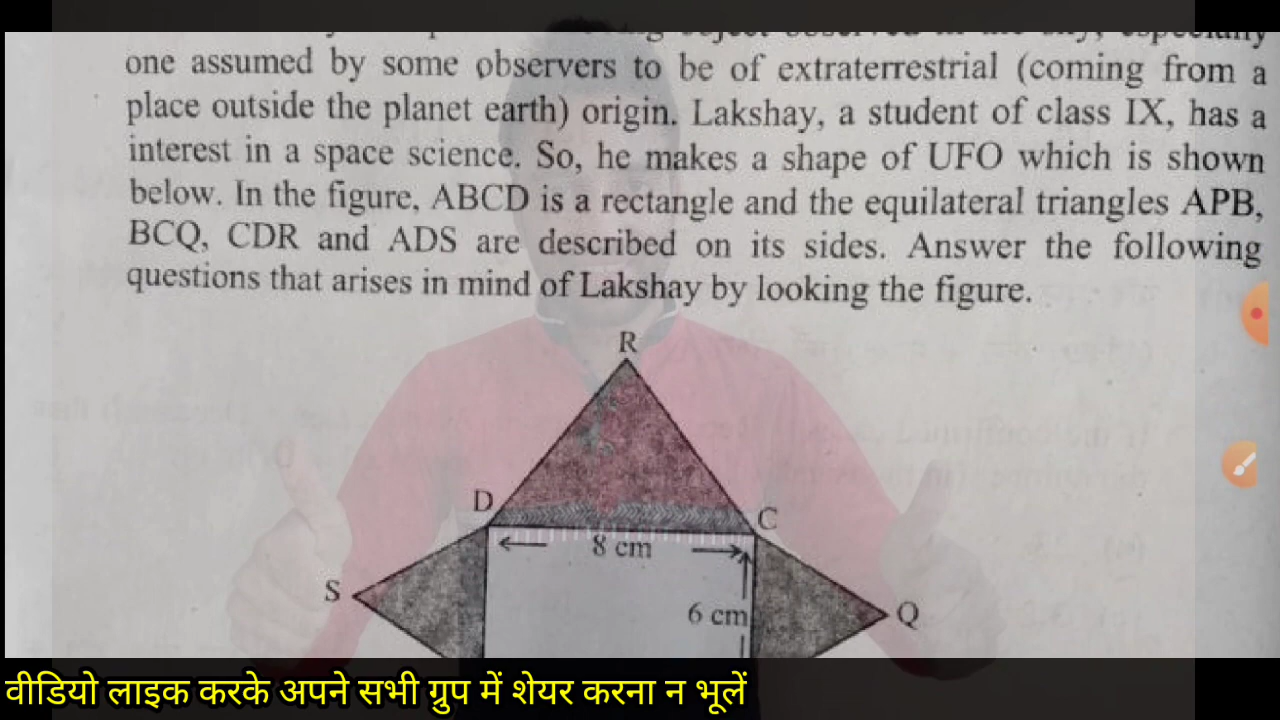 one assumed by some observers to be of extraterrestrial (coming from a
place outside the planet earth) origin. Lakshay, a student of class IX, has a
interest in a space science. So, he makes a shape of UFO which is shown
below. In the figure, ABCD is a rectangle and the equilateral triangles APB,
BCQ, CDR and ADS are described on its sides. Answer the following
questions that arises in mind of Lakshay by looking the figure.
R
D
C
8 cm
S
6 cm
Q
वीडियो लाइक करके अपने सभी ग्रुप में शेयर करना न भूलें